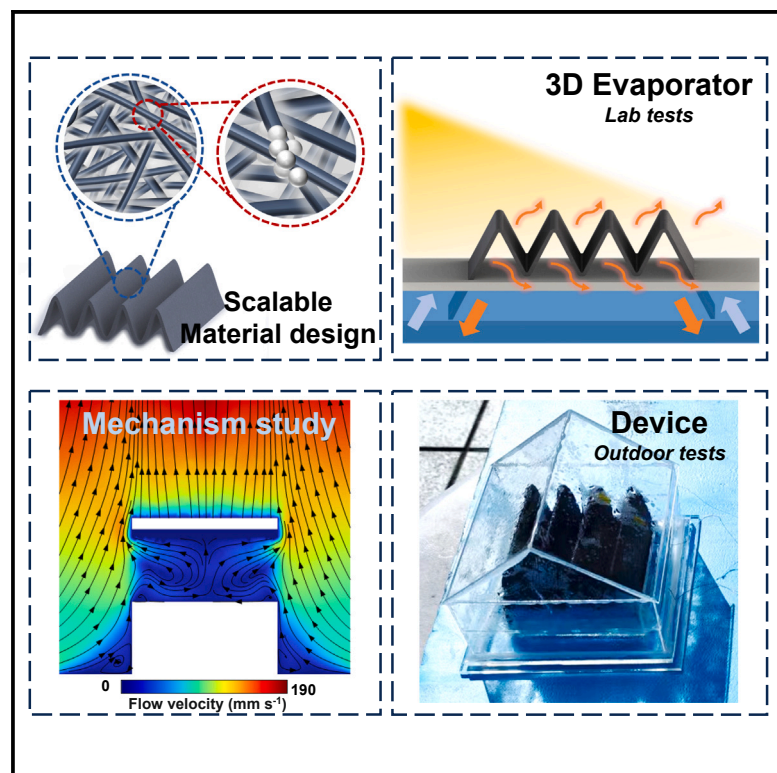 Scalable
Material design
3D Evaporator
Lab tests
Mechanism study
0
190
Flow velocity (mm s⁻¹)
Device
Outdoor tests